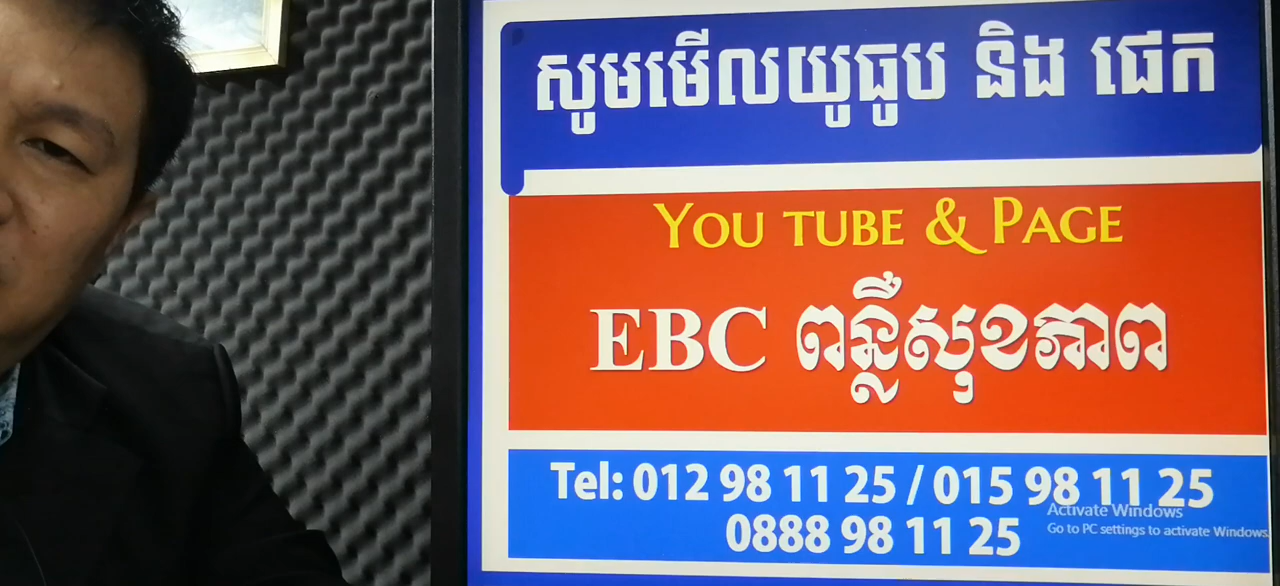 សូមមើលយូធូប និង ផេក
YOU TUBE & PAGE
EBC ពន្លឺសុខភាព
Tel: 012 98 11 25 / 015 98 11 25
0888 98 11 25
Activate Windows
Go to PC settings to activate Windows.